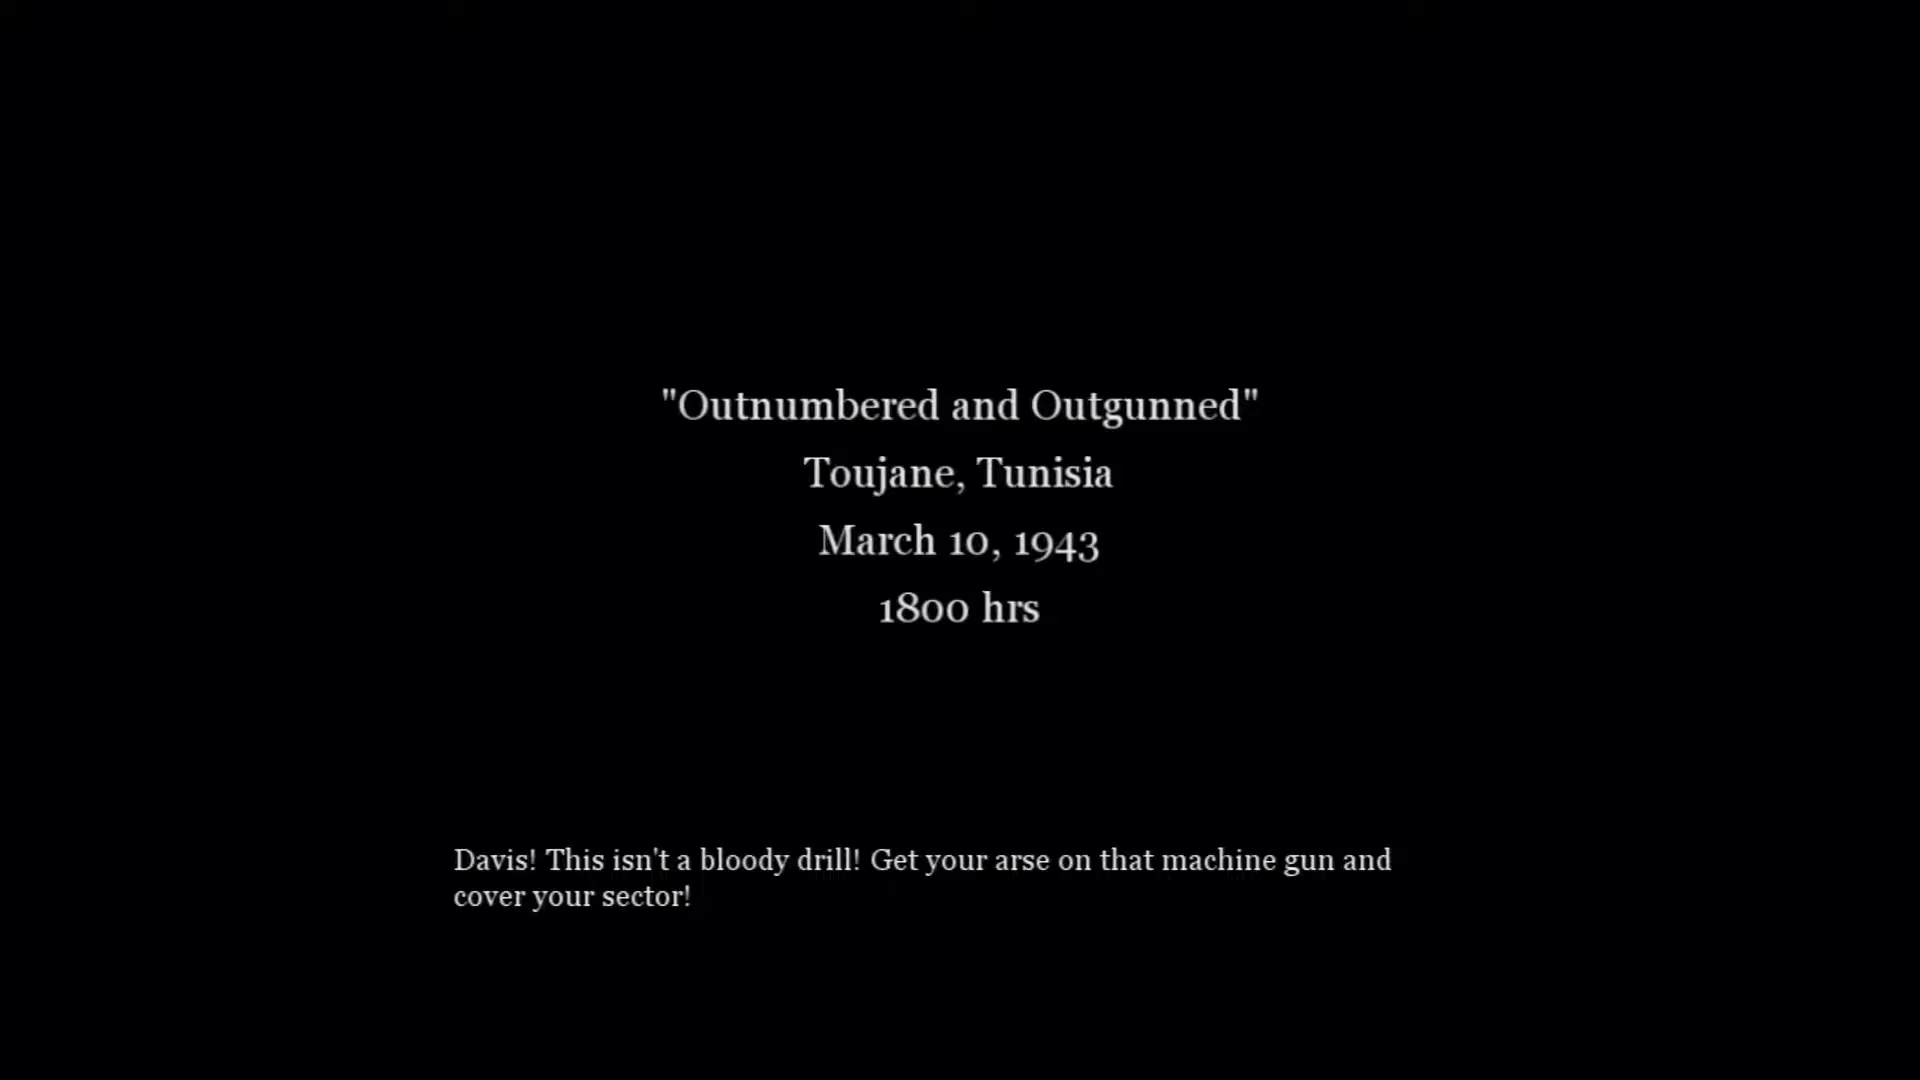 "Outnumbered and Outgunned"
Toujane, Tunisia
March 10, 1943
1800 hrs
Davis! This isn't a bloody drill! Get your arse on that machine gun and
cover your sector!